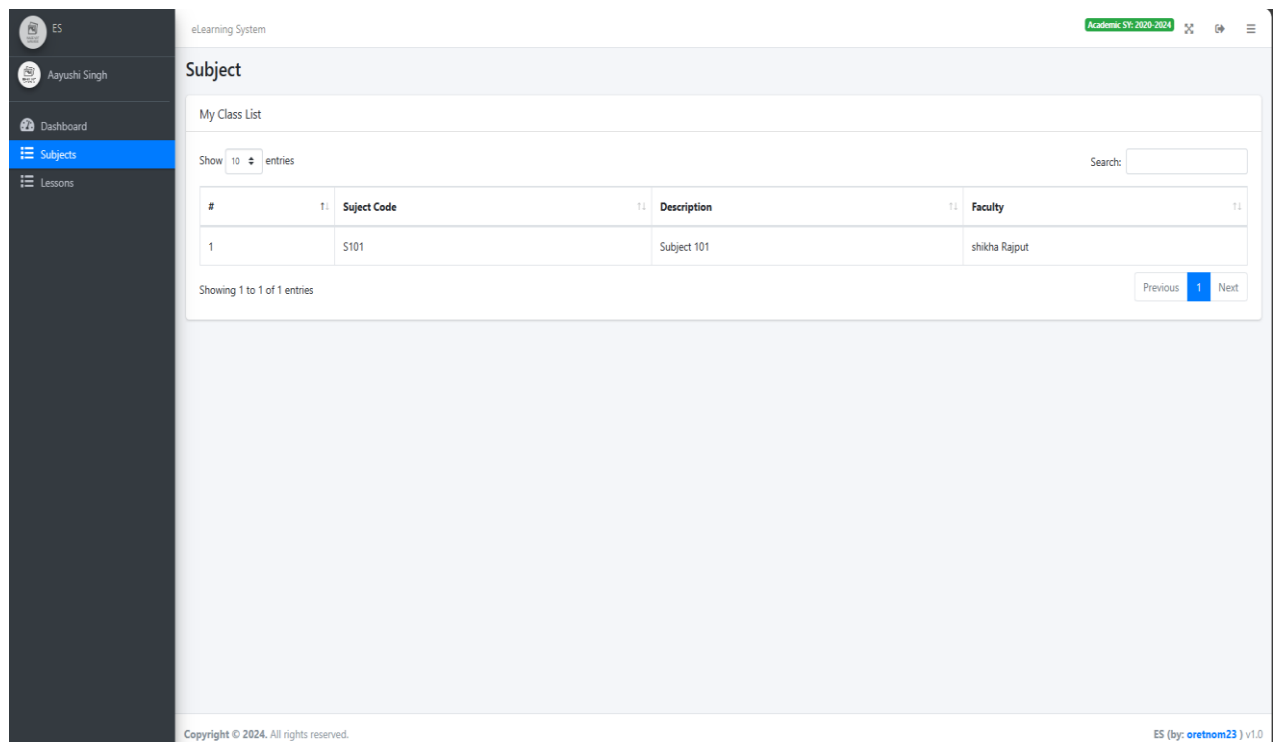 ES
eLearning System
Academic SY: 2020-2024
Aayushi Singh
Dashboard
Subjects
Lessons
Subject
My Class List
Show 10 entries
Search:
# Suject Code Description Faculty
1 S101 Subject 101 shikha Rajput
Showing 1 to 1 of 1 entries
Previous 1 Next
Copyright © 2024. All rights reserved.
ES (by: oretnom23 ) v1.0